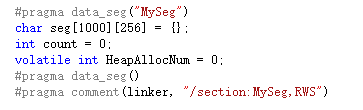 #pragma data_seg("MySeg")
char seg[1000][256] = {};
int count = 0;
volatile int HeapAllocNum = 0;
#pragma data_seg()
#pragma comment(linker, "/section:MySeg,RWS")